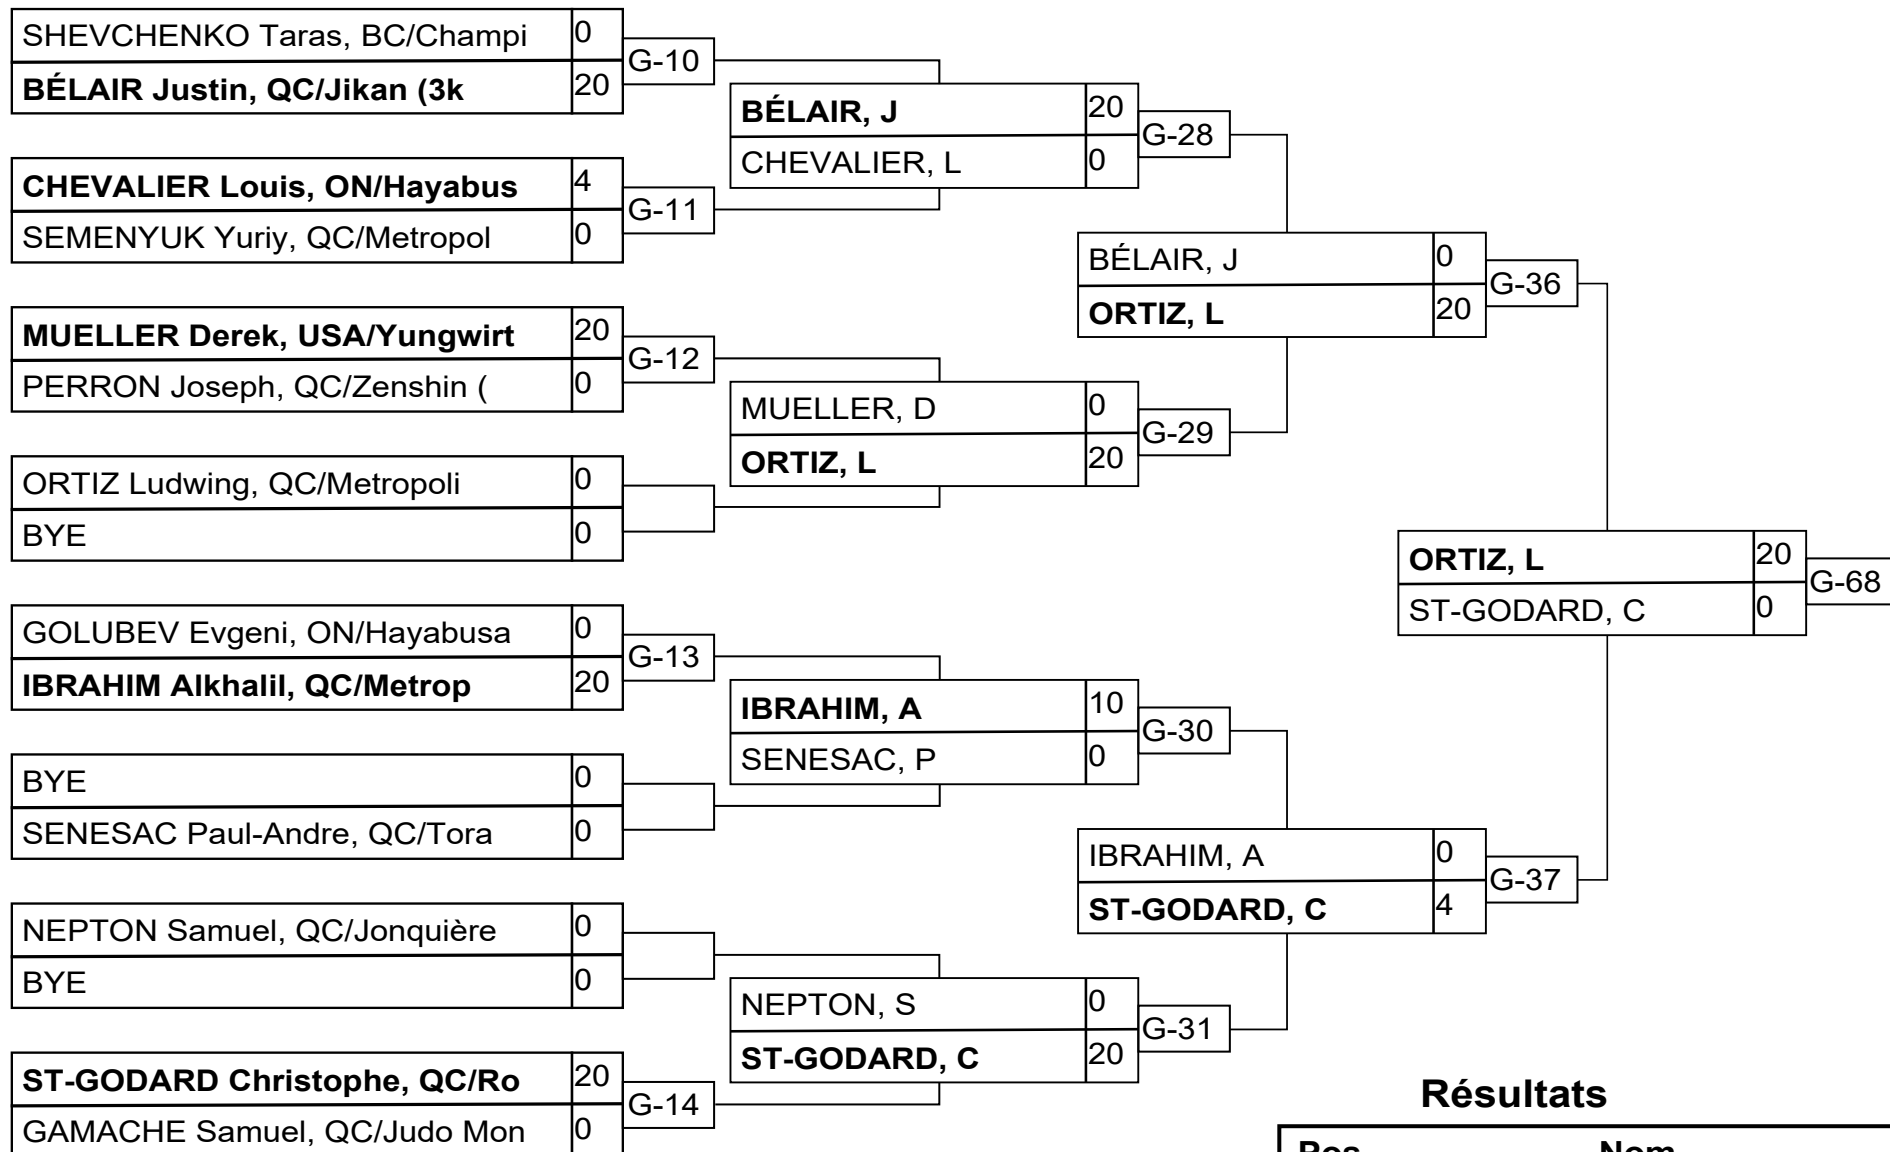 SHEVCHENKO Taras, BC/Champi 0
BÉLAIR Justin, QC/Jikan (3k 20
G-10
CHEVALIER Louis, ON/Hayabus 4
SEMENYUK Yuriy, QC/Metropol 0
G-11
MUELLER Derek, USA/Yungwirt 20
PERRON Joseph, QC/Zenshin ( 0
G-12
ORTIZ Ludwing, QC/Metropoli 0
BYE 0
GOLUBEV Evgeni, ON/Hayabusa 0
IBRAHIM Alkhalil, QC/Metrop 20
G-13
BYE 0
SENESAC Paul-Andre, QC/Tora 0
NEPTON Samuel, QC/Jonquière 0
BYE 0
ST-GODARD Christophe, QC/Ro 20
GAMACHE Samuel, QC/Judo Mon 0
G-14
BÉLAIR, J 20
CHEVALIER, L 0
G-28
MUELLER, D 0
ORTIZ, L 20
G-29
IBRAHIM, A 10
SENESAC, P 0
G-30
NEPTON, S 0
ST-GODARD, C 20
G-31
BÉLAIR, J 0
ORTIZ, L 20
G-36
IBRAHIM, A 0
ST-GODARD, C 4
G-37
ORTIZ, L 20
ST-GODARD, C 0
G-68
Résultats
Pos Nom